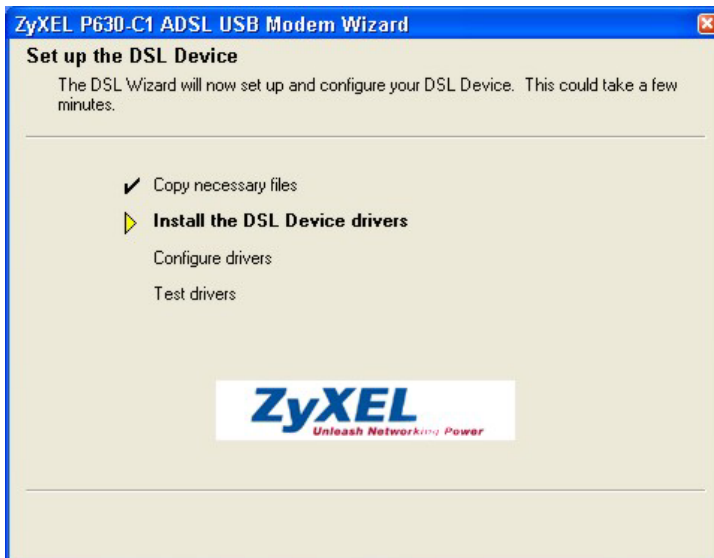 ZyXEL P630-C1 ADSL USB Modem Wizard
Set up the DSL Device
The DSL Wizard will now set up and configure your DSL Device. This could take a few
minutes.
Copy necessary files
Install the DSL Device drivers
Configure drivers
Test drivers
ZyXEL
Unleash Networking Power